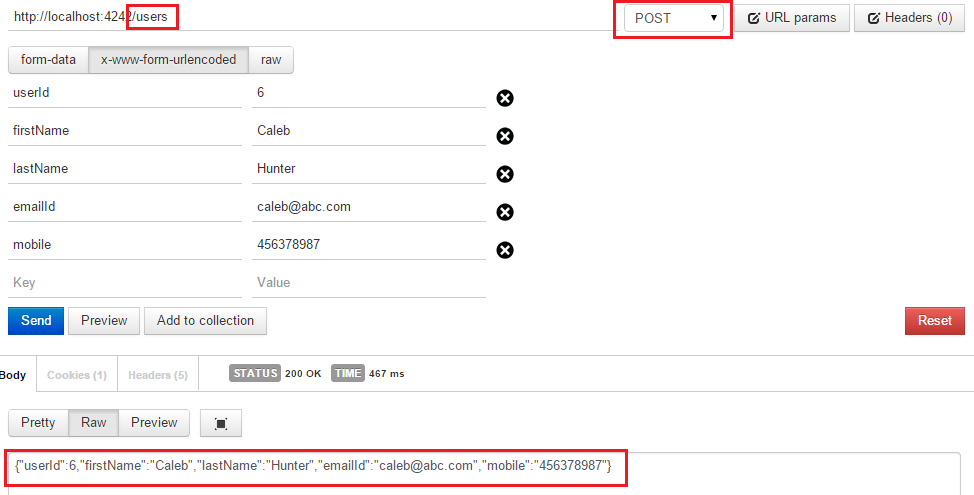 http://localhost:4242/users POST URL params Headers (0)
form-data x-www-form-urlencoded raw
userId 6
firstName Caleb
lastName Hunter
emailId caleb@abc.com
mobile 456378987
Key Value
Send Preview Add to collection Reset
Body Cookies (1) Headers (5) STATUS 200 OK TIME 467 ms
Pretty Raw Preview
{"userId":6,"firstName":"Caleb","lastName":"Hunter","emailId":"caleb@abc.com","mobile":"456378987"}